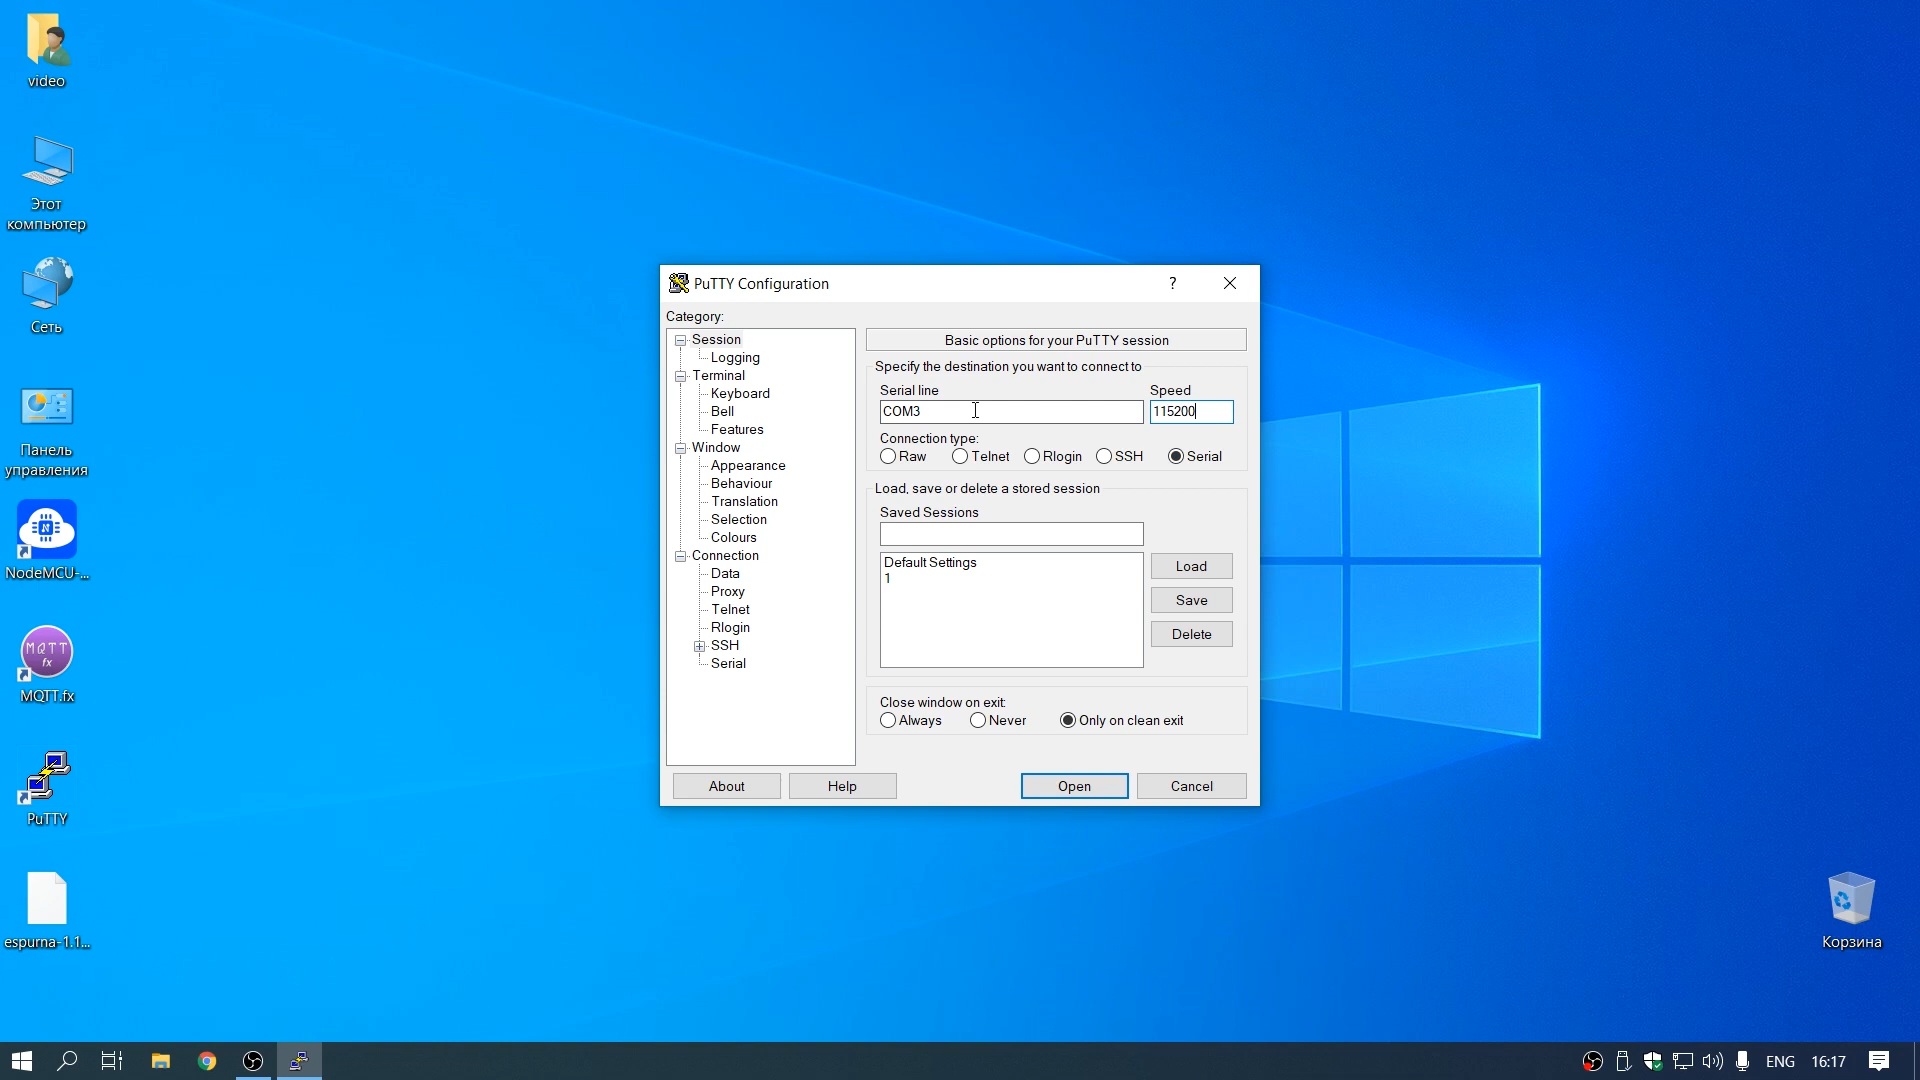 video
Этот
компьютер
Сеть
Панель
управления
NodeMCU-...
MQTT
fx
MQTT.fx
PuTTY
espurna-1.1...
PuTTY Configuration
?
Category:
Session
Logging
Terminal
Keyboard
Bell
Features
Window
Appearance
Behaviour
Translation
Selection
Colours
Connection
Data
Proxy
Telnet
Rlogin
SSH
Serial
Basic options for your PuTTY session
Specify the destination you want to connect to
Serial line
Speed
COM3
115200
Connection type:
Raw
Telnet
Rlogin
SSH
Serial
Load, save or delete a stored session
Saved Sessions
Default Settings
1
Load
Save
Delete
Close window on exit:
Always
Never
Only on clean exit
About
Help
Open
Cancel
Корзина
ENG
16:17